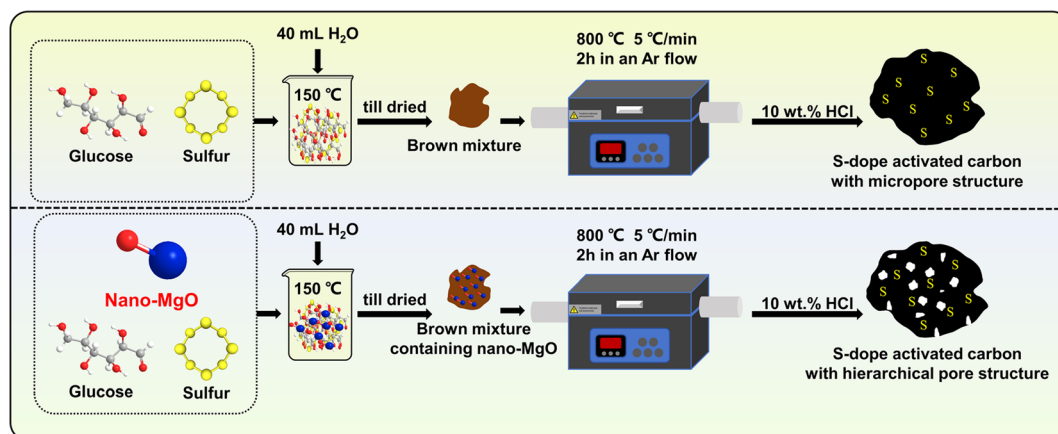 40 mL H₂O
150 ℃
Glucose
Sulfur
till dried
Brown mixture
800 ℃ 5 ℃/min
2h in an Ar flow
10 wt.% HCl
S
S
S
S
S
S
S
S
S-dope activated carbon
with micropore structure
Nano-MgO
Glucose
Sulfur
40 mL H₂O
150 ℃
till dried
Brown mixture
containing nano-MgO
800 ℃ 5 ℃/min
2h in an Ar flow
10 wt.% HCl
S
S
S
S
S
S
S
S
S-dope activated carbon
with hierarchical pore structure